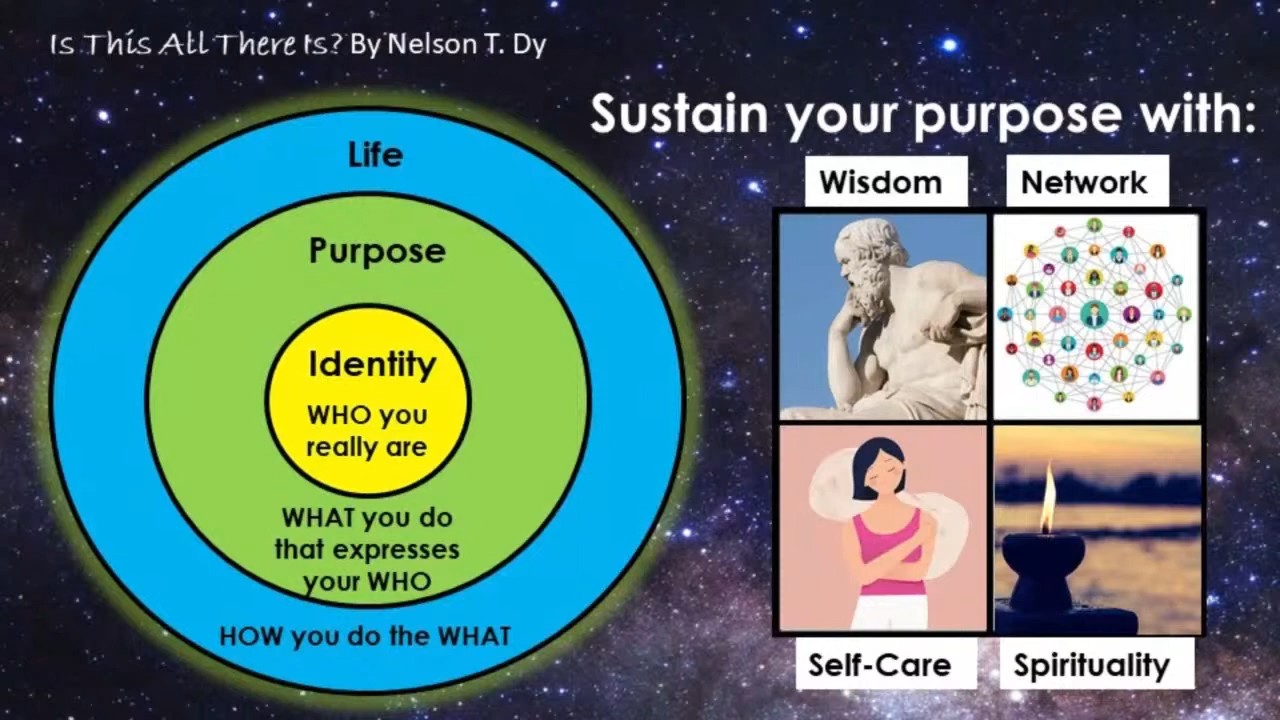 Is This All There Is? By Nelson T. Dy
Sustain your purpose with:
Life
Purpose
Identity
WHO you
really are
WHAT you do
that expresses
your WHO
HOW you do the WHAT
Wisdom
Network
Self-Care
Spirituality